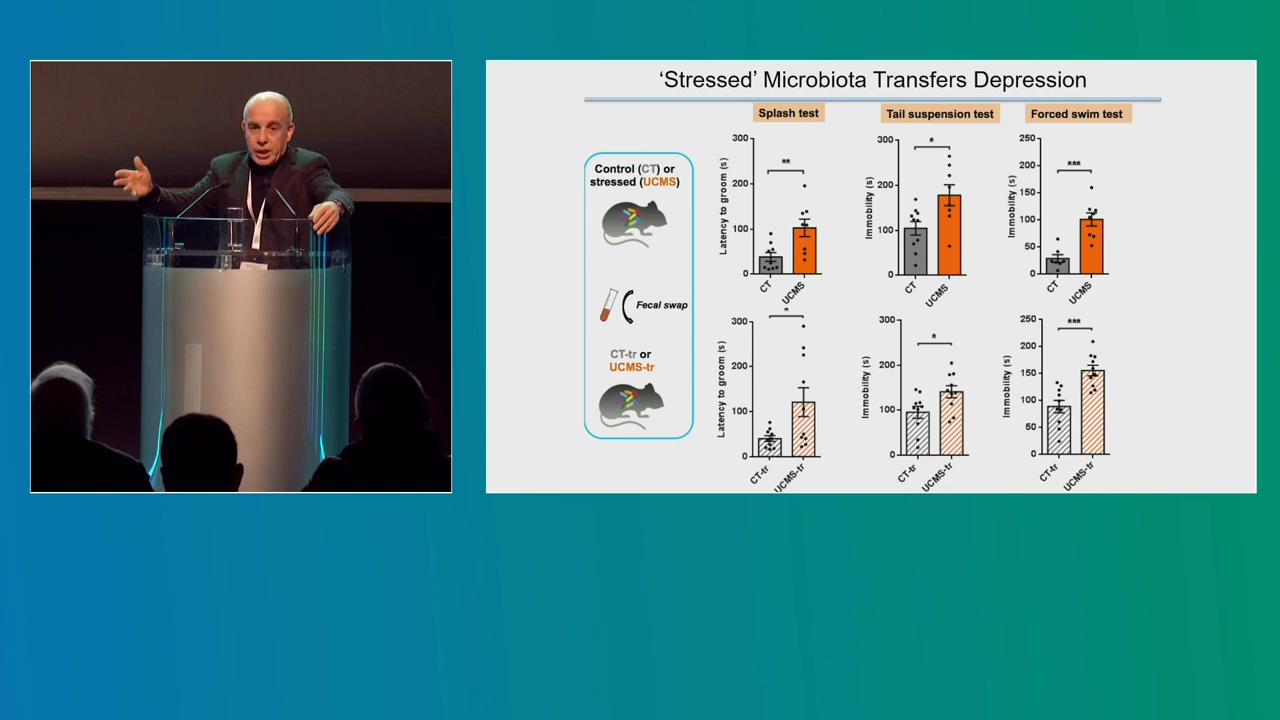 ‘Stressed’ Microbiota Transfers Depression
Splash test
Tail suspension test
Forced swim test
Control (CT) or
stressed (UCMS)
Fecal swap
CT-tr or
UCMS-tr
Latency to groom (s)
300
200
100
0
**
CT
UCMS
Immobility (s)
300
200
100
0
*
CT
UCMS
Immobility (s)
250
200
150
100
50
0
***
CT
UCMS
Latency to groom (s)
300
200
100
0
*
CT-tr
UCMS-tr
Immobility (s)
300
200
100
0
*
CT-tr
UCMS-tr
Immobility (s)
250
200
150
100
50
0
***
CT-tr
UCMS-tr